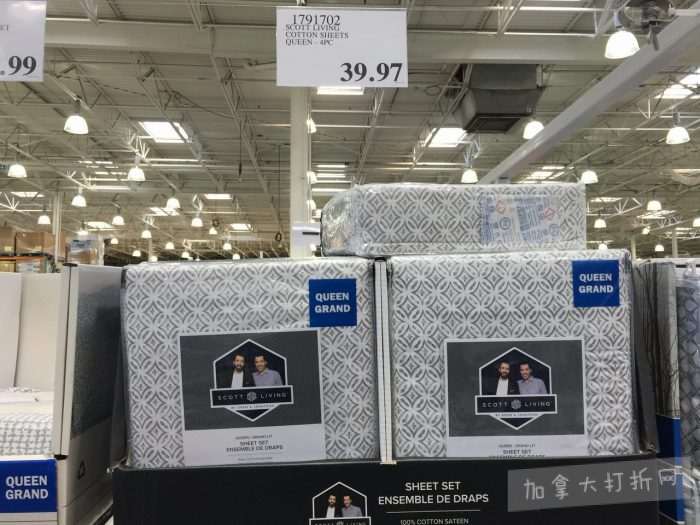 .99
1791702
SCOTT LIVING
COTTON SHEETS
QUEEN - 4PC
39.97
QUEEN
GRAND
QUEEN
GRAND
SCOTT LIVING
SCOTT LIVING
SHEET SET
ENSEMBLE DE DRAPS
SHEET SET
ENSEMBLE DE DRAPS
QUEEN
GRAND
SHEET SET
ENSEMBLE DE DRAPS
100% COTTON SATEEN
加拿大打折网